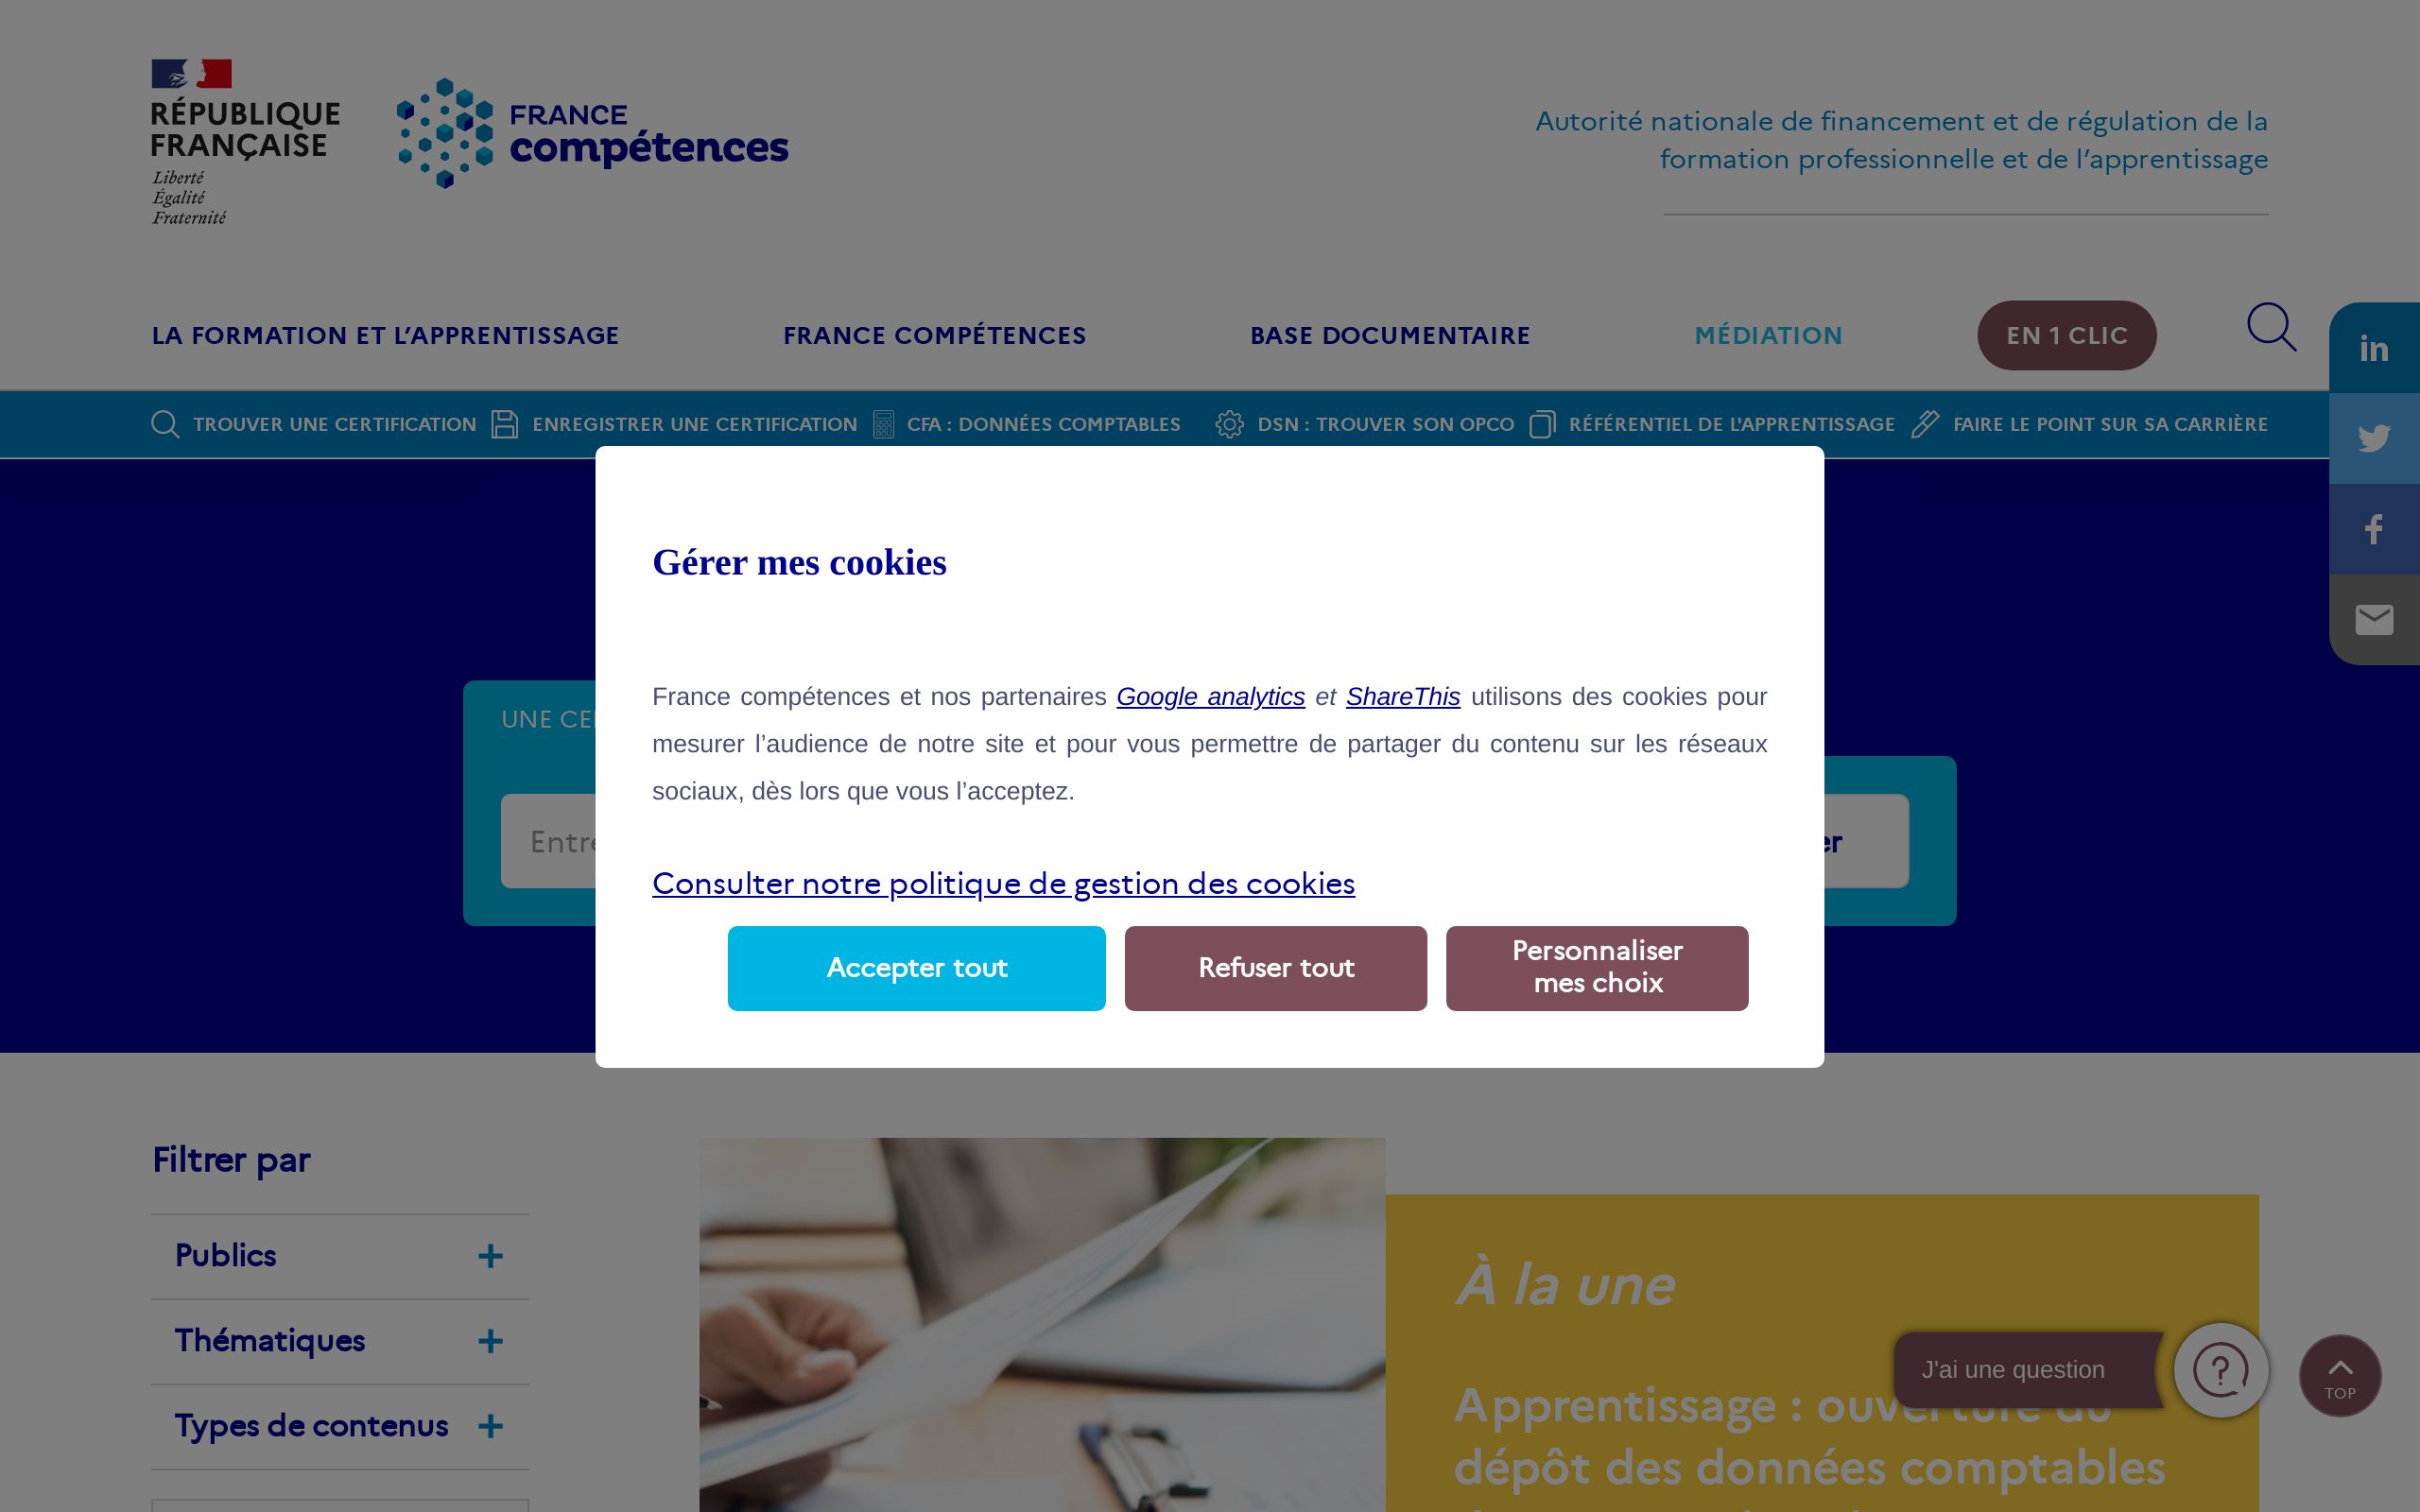 RÉPUBLIQUE
FRANÇAISE
Liberté
Égalité
Fraternité
FRANCE
compétences
Autorité nationale de financement et de régulation de la
formation professionnelle et de l’apprentissage
LA FORMATION ET L’APPRENTISSAGE FRANCE COMPÉTENCES BASE DOCUMENTAIRE MÉDIATION EN 1 CLIC
in
TROUVER UNE CERTIFICATION ENREGISTRER UNE CERTIFICATION CFA : DONNÉES COMPTABLES DSN : TROUVER SON OPCO RÉFÉRENTIEL DE L'APPRENTISSAGE FAIRE LE POINT SUR SA CARRIÈRE
Gérer mes cookies
France compétences et nos partenaires Google analytics et ShareThis utilisons des cookies pour
mesurer l’audience de notre site et pour vous permettre de partager du contenu sur les réseaux
sociaux, dès lors que vous l’acceptez.
UNE
Consulter notre politique de gestion des cookies
Accepter tout
Refuser tout
Personnaliser
mes choix
Filtrer par
Publics +
Thématiques +
Types de contenus +
À la une
J'ai une question
TOP
Apprentissage : ouverture du
dépôt des données comptables